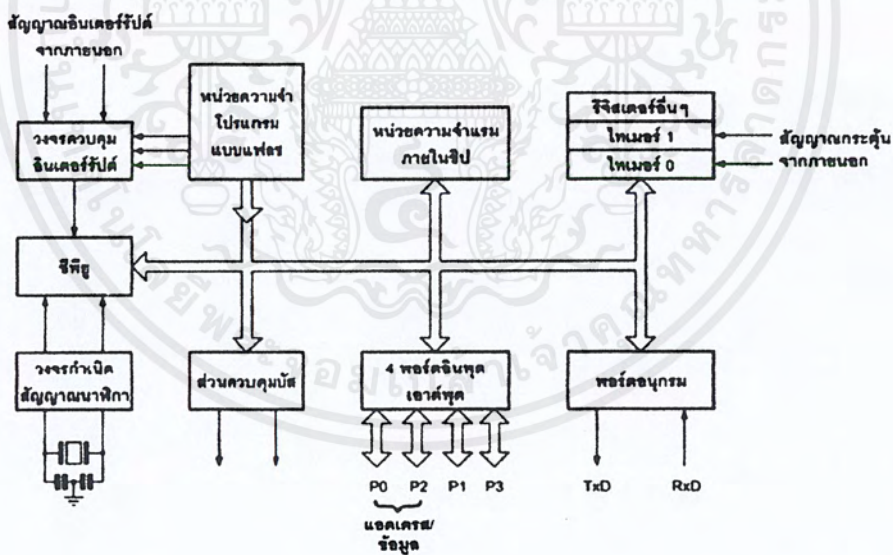 สัญญาณอินเตอร์รัปต์
จากภายนอก
วงจรควบคุม
อินเตอร์รัปต์
หน่วยความจำ
โปรแกรม
แบบแฟลช
หน่วยความจำแรม
ภายในชิป
รีจิสเตอร์อื่นๆ
ไทเมอร์ 1
ไทเมอร์ 0
สัญญาณกระตุ้น
จากภายนอก
ซีพียู
วงจรกำเนิด
สัญญาณนาฬิกา
ส่วนควบคุมบัส
4 พอร์ตอินพุต
เอาต์พุต
พอร์ตอนุกรม
P0 P2 P1 P3
TxD RxD
แอดเดรส/
ข้อมูล